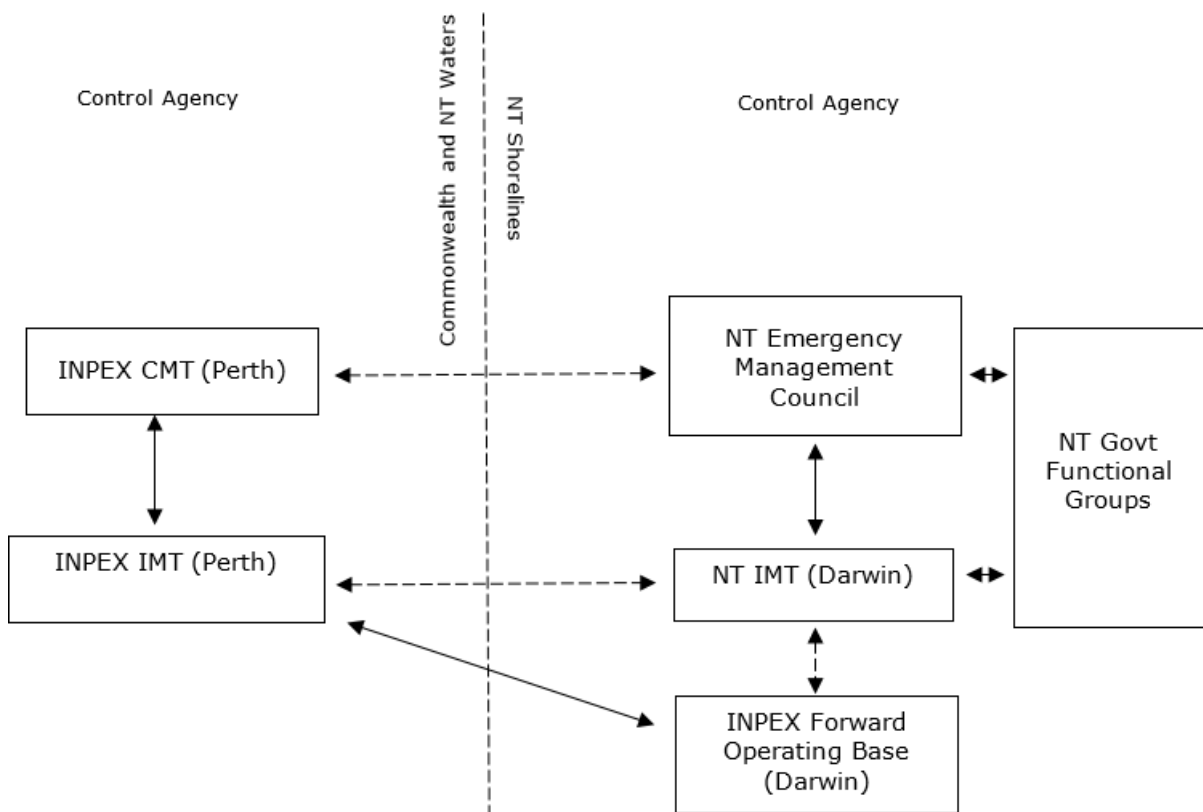 Control Agency
Commonwealth and NT Waters
NT Shorelines
Control Agency
INPEX CMT (Perth)
NT Emergency
Management
Council
NT Govt
Functional
Groups
INPEX IMT (Perth)
NT IMT (Darwin)
INPEX Forward
Operating Base
(Darwin)